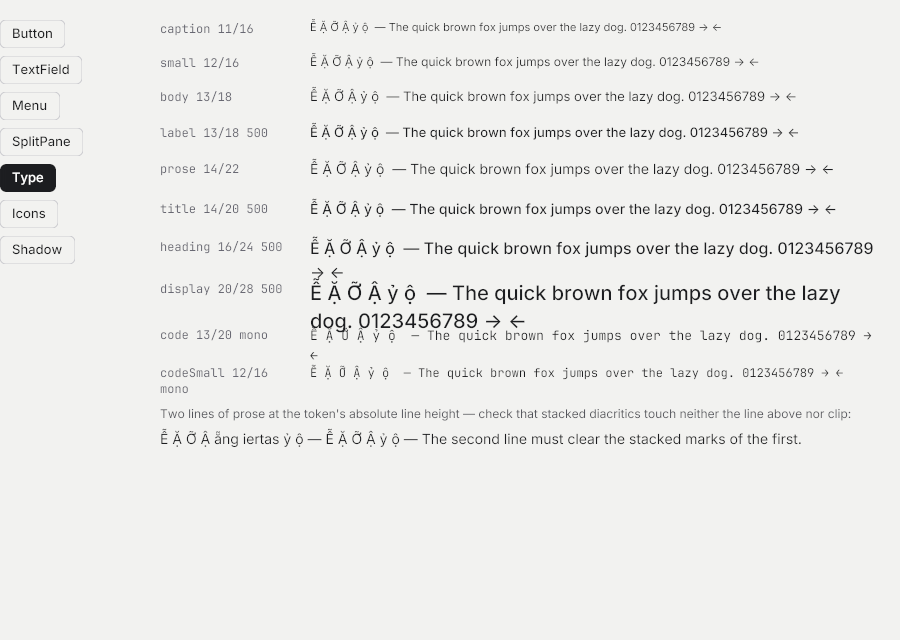 Button
TextField
Menu
SplitPane
Type
Icons
Shadow
caption 11/16
Ễ Ặ Ỡ Ậ ỷ ộ — The quick brown fox jumps over the lazy dog. 0123456789 → ←
small 12/16
Ễ Ặ Ỡ Ậ ỷ ộ — The quick brown fox jumps over the lazy dog. 0123456789 → ←
body 13/18
Ễ Ặ Ỡ Ậ ỷ ộ — The quick brown fox jumps over the lazy dog. 0123456789 → ←
label 13/18 500
Ễ Ặ Ỡ Ậ ỷ ộ — The quick brown fox jumps over the lazy dog. 0123456789 → ←
prose 14/22
Ễ Ặ Ỡ Ậ ỷ ộ — The quick brown fox jumps over the lazy dog. 0123456789 → ←
title 14/20 500
Ễ Ặ Ỡ Ậ ỷ ộ — The quick brown fox jumps over the lazy dog. 0123456789 → ←
heading 16/24 500
Ễ Ặ Ỡ Ậ ỷ ộ — The quick brown fox jumps over the lazy dog. 0123456789
→ ←
display 20/28 500
Ễ Ặ Ỡ Ậ ỷ ộ — The quick brown fox jumps over the lazy
dog. 0123456789 → ←
code 13/20 mono
Ễ Ặ Ỡ Ậ ỷ ộ — The quick brown fox jumps over the lazy dog. 0123456789 →
←
codeSmall 12/16
mono
Ễ Ặ Ỡ Ậ ỷ ộ — The quick brown fox jumps over the lazy dog. 0123456789 → ←
Two lines of prose at the token's absolute line height — check that stacked diacritics touch neither the line above nor clip:
Ễ Ặ Ỡ Ậ ẵng iertas ỷ ộ — Ễ Ặ Ỡ Ậ ỷ ộ — The second line must clear the stacked marks of the first.